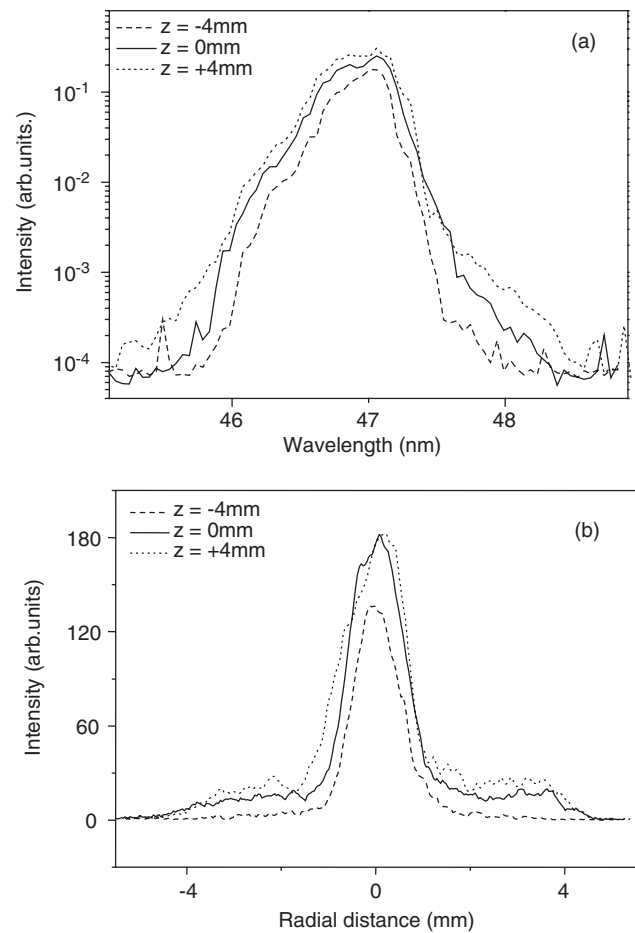 z = -4mm
z = 0mm
z = +4mm
(a)
10-1
10-2
10-3
10-4
Intensity (arb.units.)
46
47
48
Wavelength (nm)
z = -4mm
z = 0mm
z = +4mm
(b)
180
120
60
0
Intensity (arb.units)
-4
0
4
Radial distance (mm)